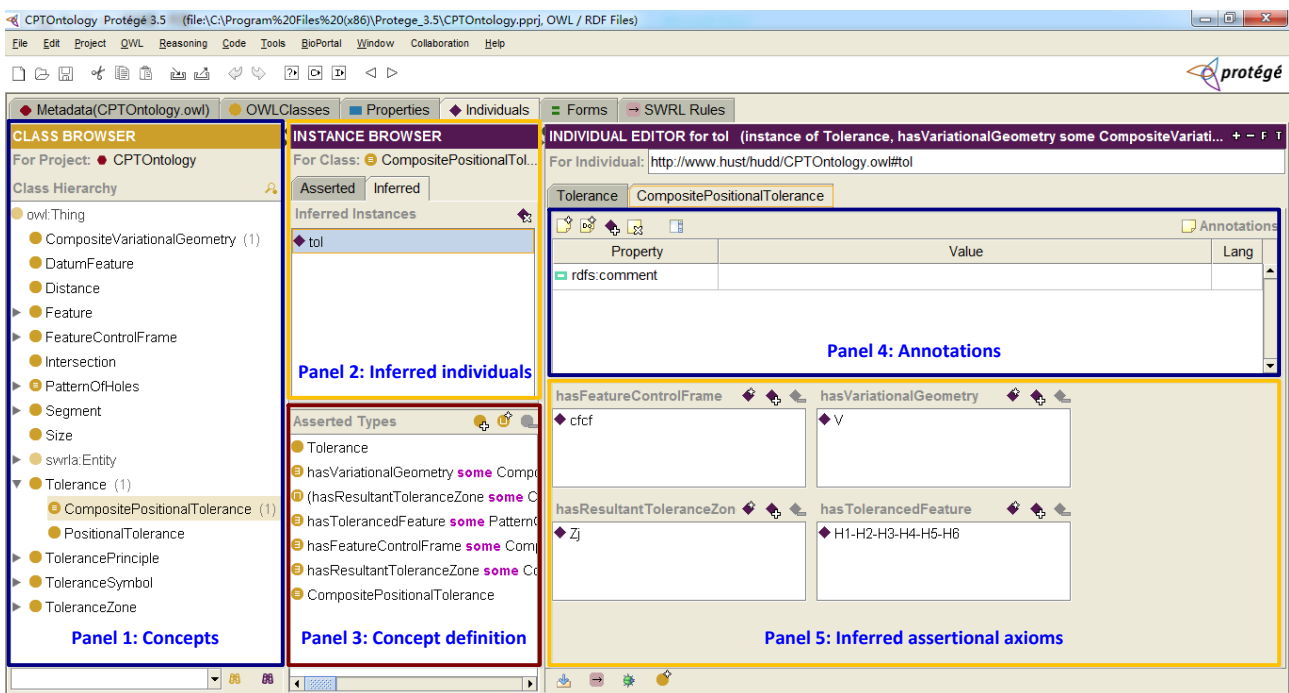 CPTOntology Protégé 3.5 (file:\C:\Program%20Files%20(x86)\Protege_3.5\CPTOntology.pprj, OWL / RDF Files)
File Edit Project OWL Reasoning Code Tools BioPortal Window Collaboration Help
protégé
Metadata(CPTOntology.owl) OWLClasses Properties Individuals Forms SWRL Rules
CLASS BROWSER
For Project: CPTOntology
Class Hierarchy
owl:Thing
CompositeVariationalGeometry (1)
DatumFeature
Distance
Feature
FeatureControlFrame
Intersection
PatternOfHoles
Segment
Size
swrla:Entity
Tolerance (1)
CompositePositionalTolerance (1)
PositionalTolerance
TolerancePrinciple
ToleranceSymbol
ToleranceZone
Panel 1: Concepts
INSTANCE BROWSER
For Class: CompositePositionalTol...
Asserted Inferred
Inferred Instances
tol
Panel 2: Inferred individuals
Asserted Types
Tolerance
hasVariationalGeometry some Compo
(hasResultantToleranceZone some C
hasTolerancedFeature some Pattern
hasFeatureControlFrame some Comp
hasResultantToleranceZone some Co
CompositePositionalTolerance
Panel 3: Concept definition
INDIVIDUAL EDITOR for tol (instance of Tolerance, hasVariationalGeometry some CompositeVariati... + - F T
For Individual: http://www.hust/hudd/CPTOntology.owl#tol
Tolerance CompositePositionalTolerance
Annotations
Property Value Lang
rdfs:comment
Panel 4: Annotations
hasFeatureControlFrame hasVariationalGeometry
cfcf V
hasResultantToleranceZon hasTolerancedFeature
Zj H1-H2-H3-H4-H5-H6
Panel 5: Inferred assertional axioms